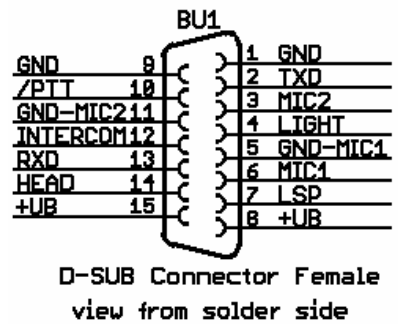 BU1
1 GND
GND 9
2 TXD
/PTT 10
3 MIC2
GND-MIC2 11
4 LIGHT
INTERCOM 12
5 GND-MIC1
RXD 13
6 MIC1
HEAD 14
7 LSP
+UB 15
8 +UB
D-SUB Connector Female
view from solder side